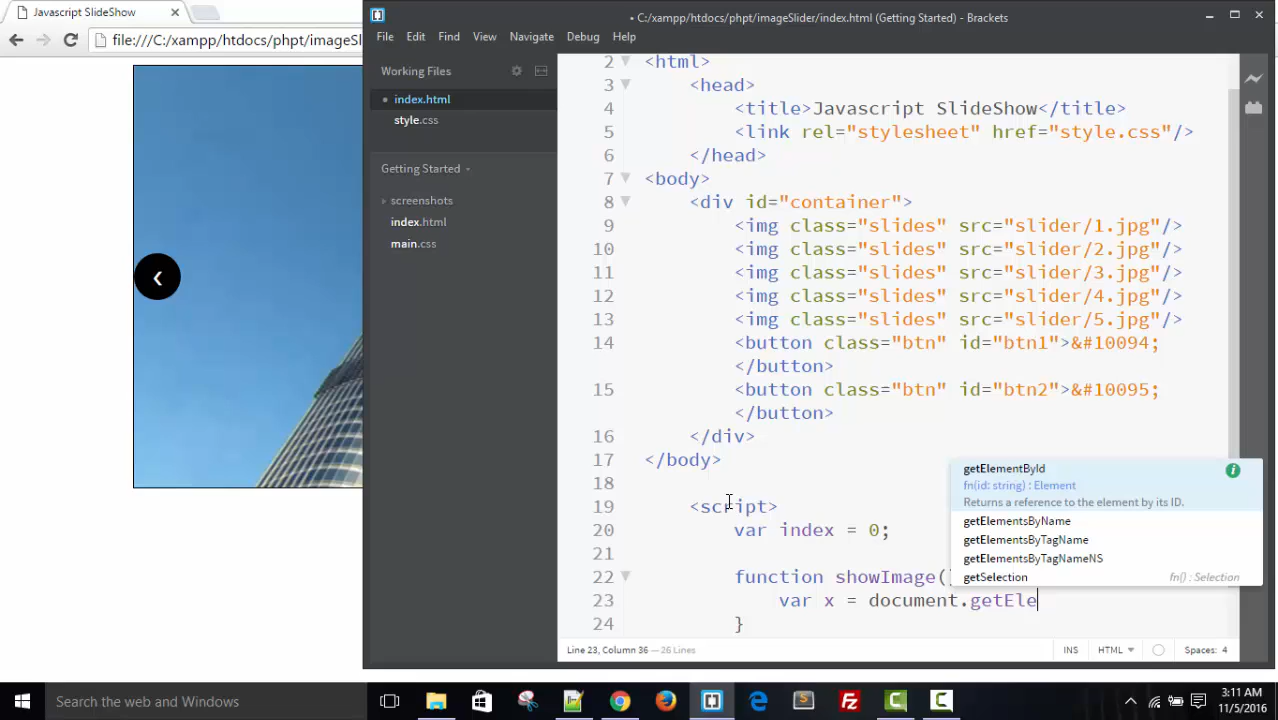 Javascript SlideShow
file:///C:/xampp/htdocs/phpt/imageSl
• C:/xampp/htdocs/phpt/imageSlider/index.html (Getting Started) - Brackets
File Edit Find View Navigate Debug Help
Working Files
index.html
style.css
Getting Started
screenshots
index.html
main.css
2 <html>
3 <head>
4 <title>Javascript SlideShow</title>
5 <link rel="stylesheet" href="style.css"/>
6 </head>
7 <body>
8 <div id="container">
9 <img class="slides" src="slider/1.jpg"/>
10 <img class="slides" src="slider/2.jpg"/>
11 <img class="slides" src="slider/3.jpg"/>
12 <img class="slides" src="slider/4.jpg"/>
13 <img class="slides" src="slider/5.jpg"/>
14 <button class="btn" id="btn1">&#10094;
</button>
15 <button class="btn" id="btn2">&#10095;
</button>
16 </div>
17 </body>
18
19 <script>
20 var index = 0;
21
22 function showImage(
23 var x = document.getEle
24 }
getElementById
fn(id: string) : Element
Returns a reference to the element by its ID.
getElementsByName
getElementsByTagName
getElementsByTagNameNS
getSelection fn() : Selection
Line 23, Column 36 — 26 Lines
INS HTML Spaces: 4
Search the web and Windows
3:11 AM
11/5/2016